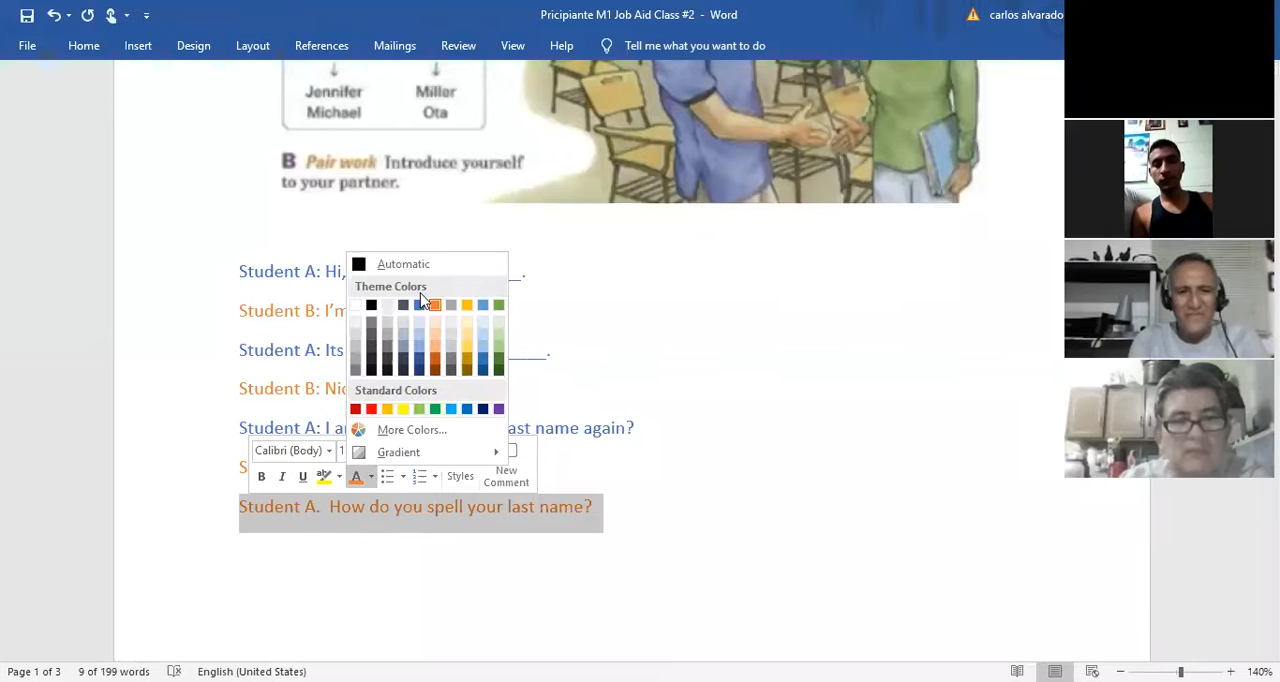 Pricipiante M1 Job Aid Class #2 - Word
carlos alvarado
File Home Insert Design Layout References Mailings Review View Help Tell me what you want to do
Jennifer Miller
Michael Ota
B Pair work Introduce yourself
to your partner.
Automatic
Theme Colors
Student A: Hi, .
Student B: I'm
Student A: Its _____.
Student B:
Standard Colors
More Colors...
Student A: I last name again?
Calibri (Body) 1
Gradient
S
B I U aby A Styles New
Comment
Student A. How do you spell your last name?
Page 1 of 3 9 of 199 words English (United States) 140%